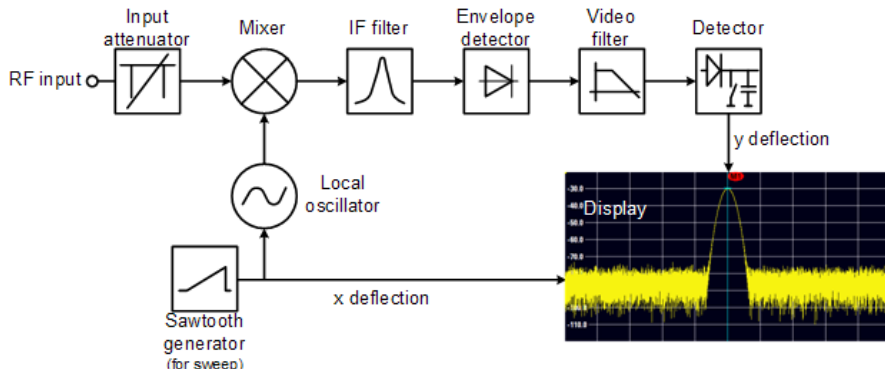 Input
attenuator
Mixer
IF filter
Envelope
detector
Video
filter
Detector
RF input
y deflection
Local
oscillator
Display
-30.0
-40.0
-50.0
-60.0
-70.0
-110.0
x deflection
Sawtooth
generator
(for sweep)